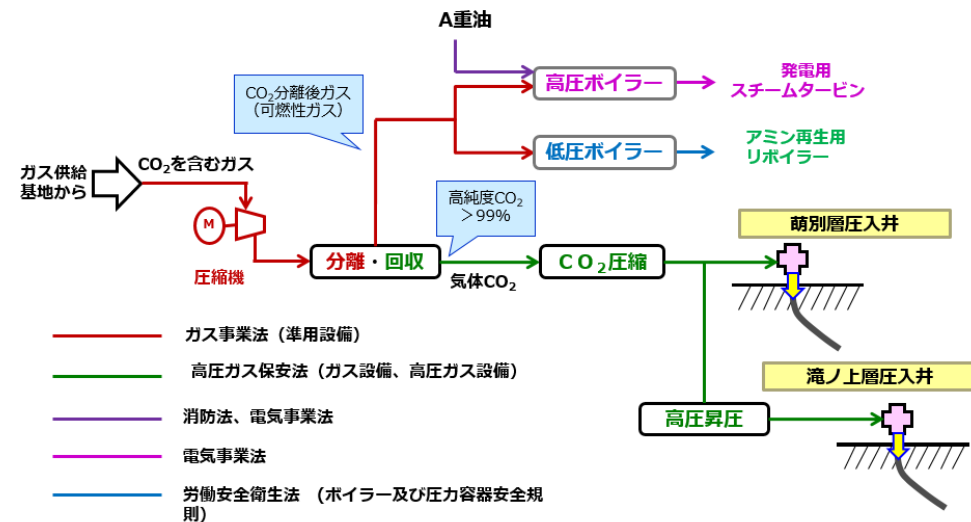 A重油
CO₂分離後ガス
（可燃性ガス）
高圧ボイラー
発電用
スチームタービン
ガス供給
基地から
CO₂を含むガス
低圧ボイラー
アミン再生用
リボイラー
M
高純度CO₂
＞99%
萌別層圧入井
圧縮機
分離・回収
気体CO₂
ＣＯ₂圧縮
ガス事業法（準用設備）
高圧ガス保安法（ガス設備、高圧ガス設備）
滝ノ上層圧入井
消防法、電気事業法
高圧昇圧
電気事業法
労働安全衛生法　（ボイラー及び圧力容器安全規
則）